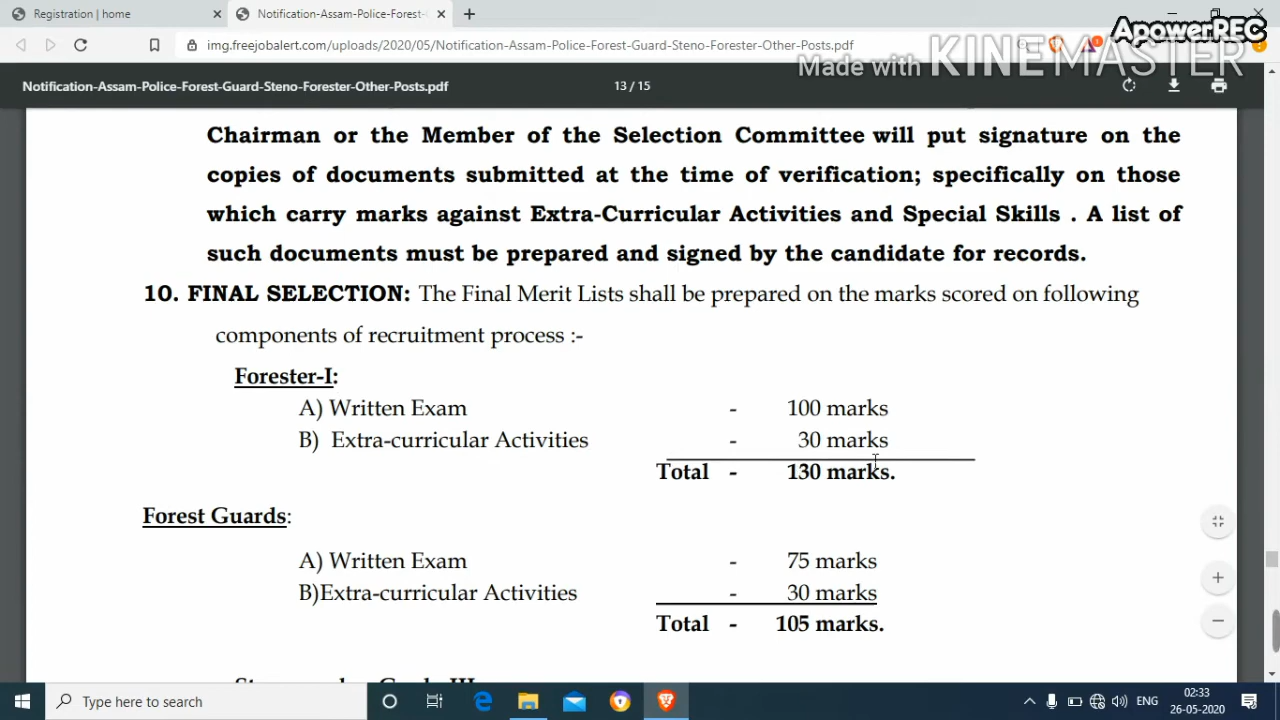 Registration | home
Notification-Assam-Police-Forest-
ApowerREC
img.freejobalert.com/uploads/2020/05/Notification-Assam-Police-Forest-Guard-Steno-Forester-Other-Posts.pdf
Made with KINEMASTER
Notification-Assam-Police-Forest-Guard-Steno-Forester-Other-Posts.pdf
13 / 15
Chairman or the Member of the Selection Committee will put signature on the
copies of documents submitted at the time of verification; specifically on those
which carry marks against Extra-Curricular Activities and Special Skills . A list of
such documents must be prepared and signed by the candidate for records.
10. FINAL SELECTION: The Final Merit Lists shall be prepared on the marks scored on following
components of recruitment process :-
Forester-I:
A) Written Exam - 100 marks
B) Extra-curricular Activities - 30 marks
Total - 130 marks.
Forest Guards:
A) Written Exam - 75 marks
B)Extra-curricular Activities - 30 marks
Total - 105 marks.
Type here to search
ENG
02:33
26-05-2020